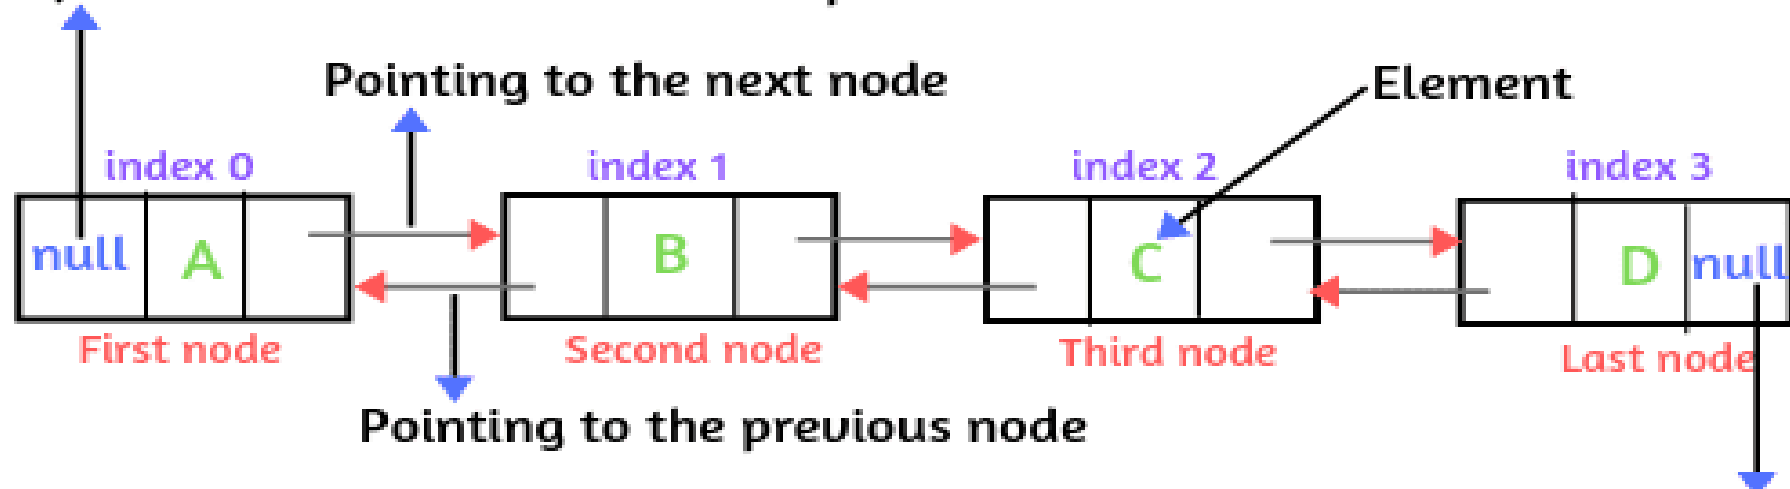 Pointing to the next node
Element
index 0
index 1
index 2
index 3
null A
B
C
D null
First node
Second node
Third node
Last node
Pointing to the previous node